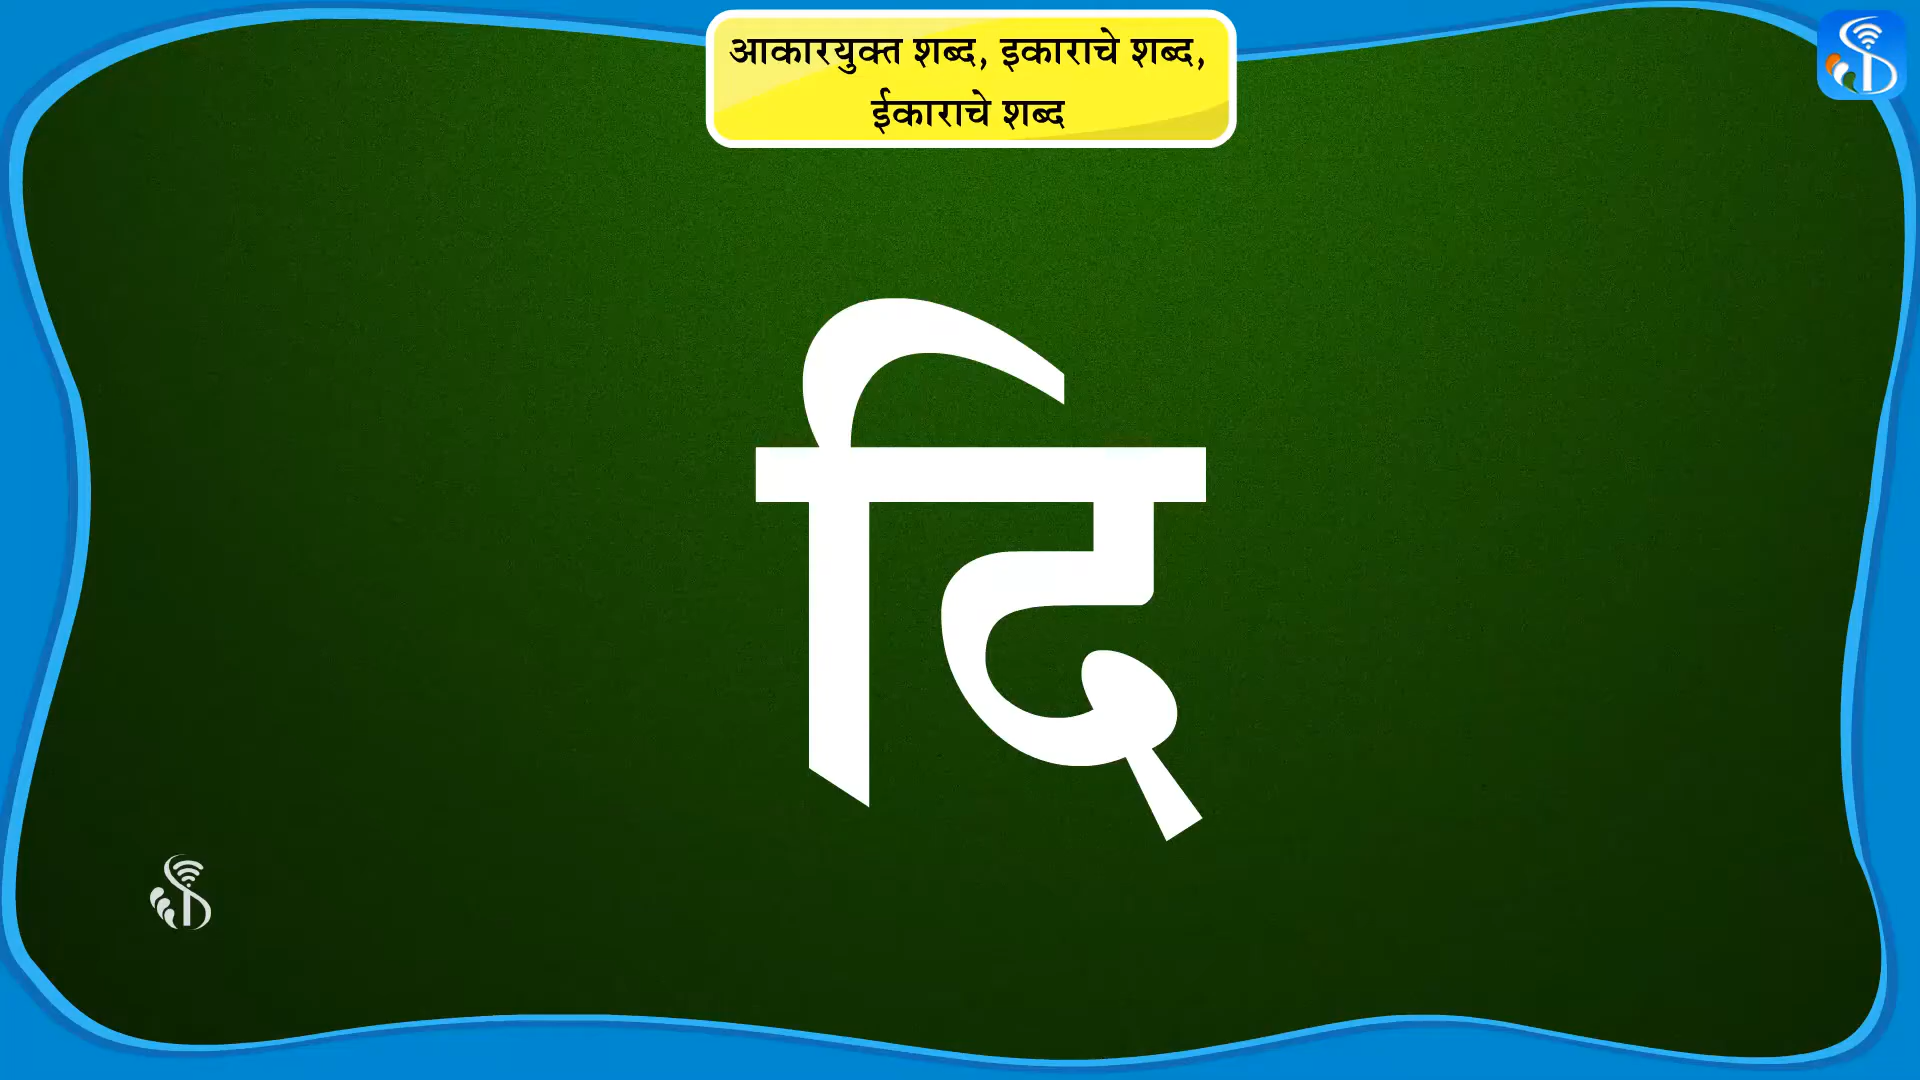 आकारयुक्त शब्द, इकाराचे शब्द,
ईकाराचे शब्द
दि